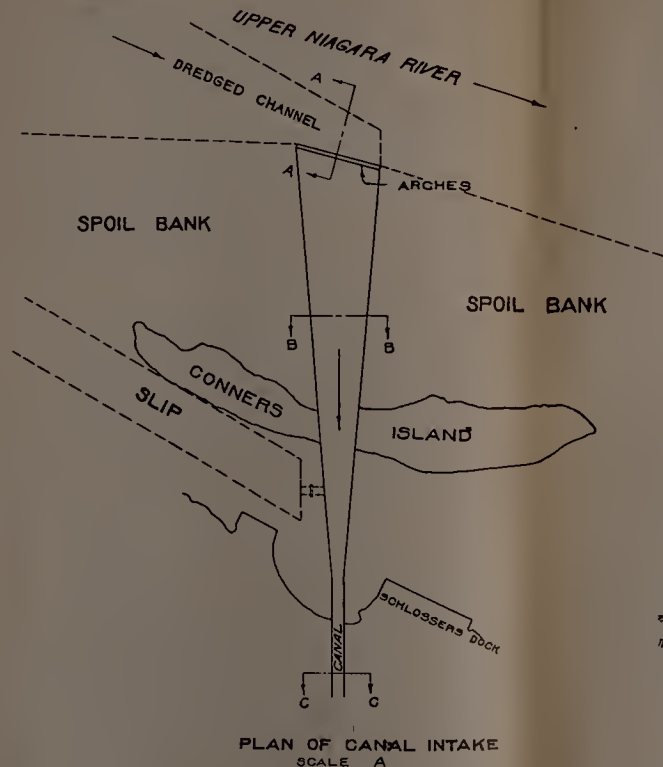 UPPER NIAGARA RIVER
DREDGED CHANNEL
A
A
ARCHES
SPOIL BANK
SPOIL BANK
B
B
CONNERS
ISLAND
SLIP
SCHLOSSERS DOCK
CANAL
C
C
PLAN OF CANAL INTAKE
SCALE A